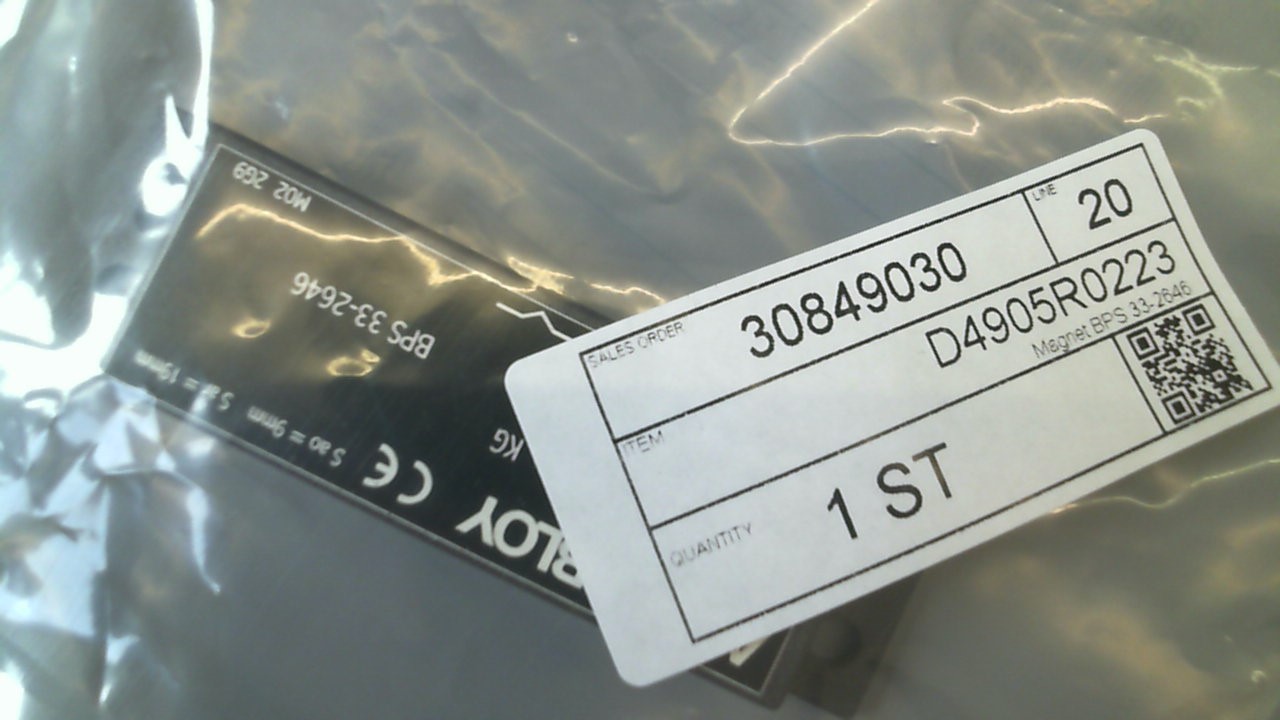 SALES ORDER
30849030
LINE
20
ITEM
D4905R0223
Magnet BPS 33-2646
QUANTITY
1 ST
M02 2G9
BPS 33-2646
S ao = 9mm
KG
CE